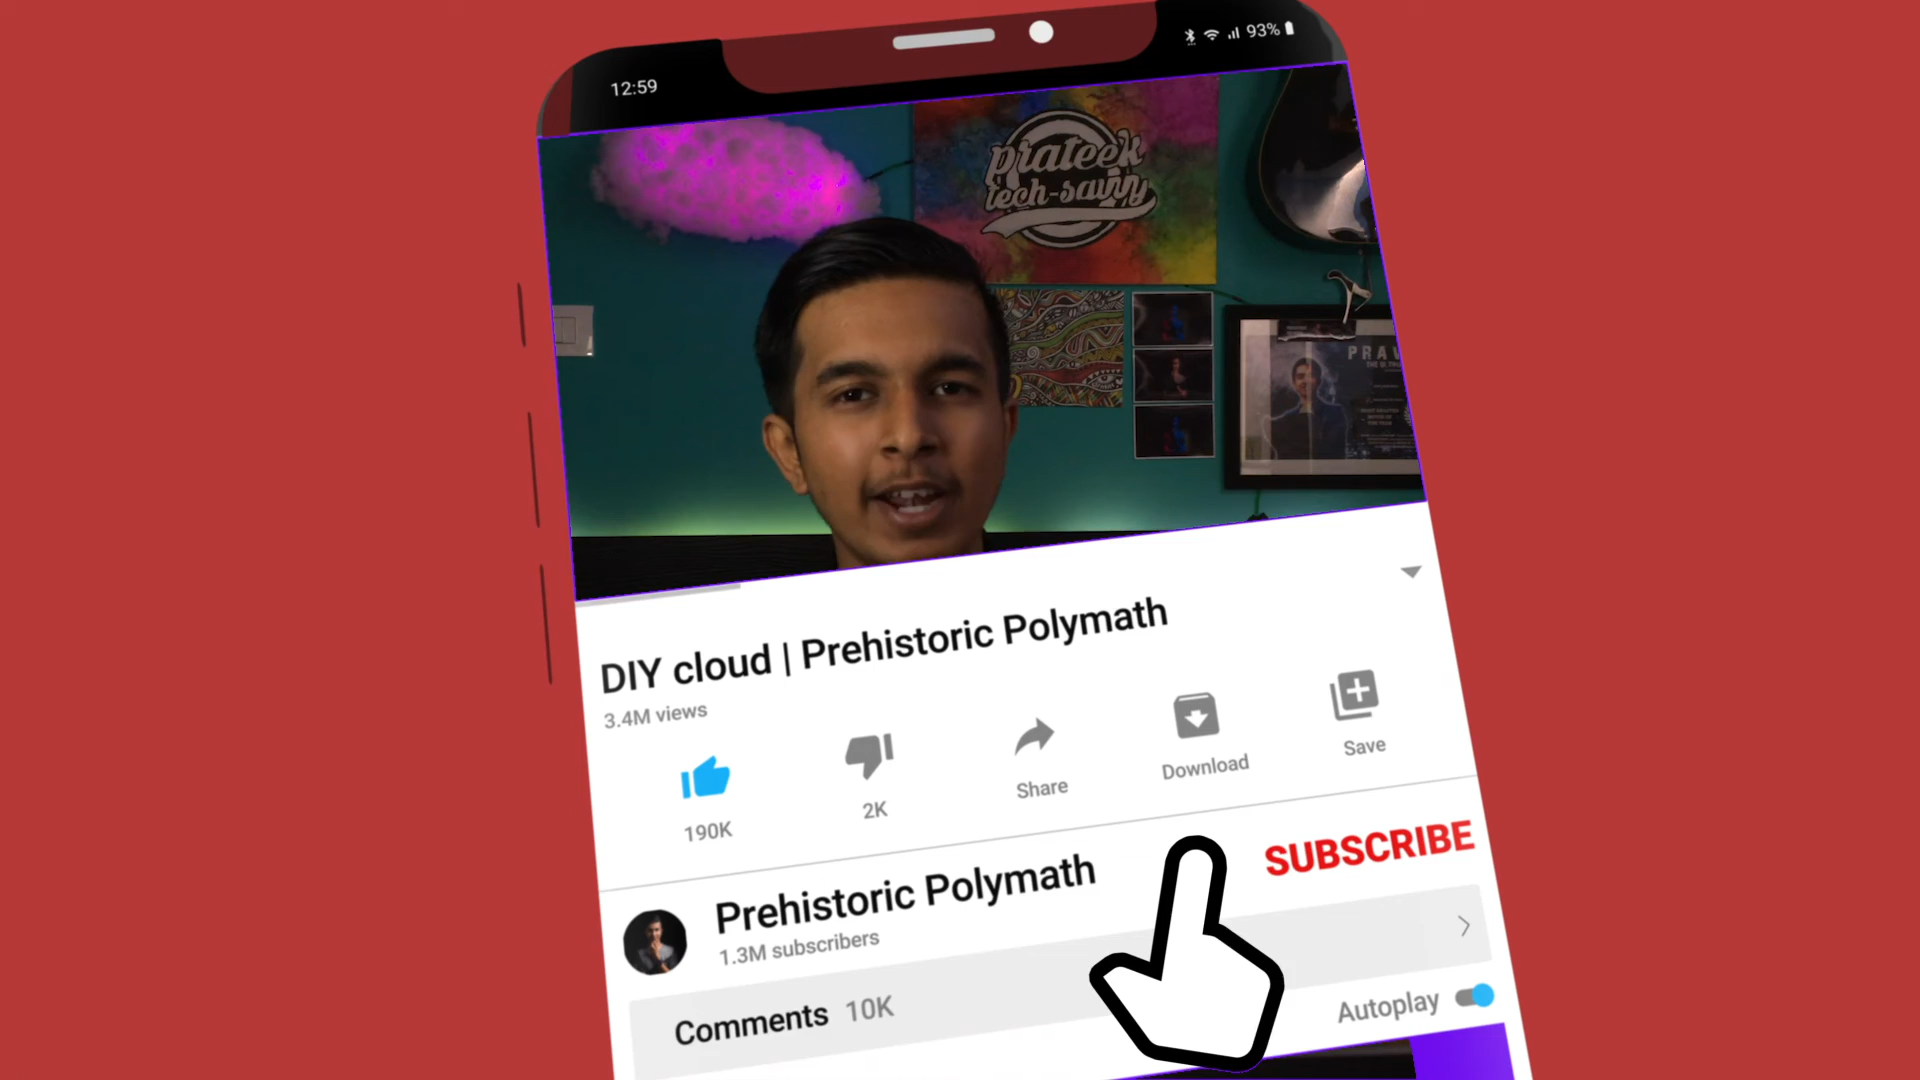 12:59
93%
prateek
tech-savvy
DIY cloud | Prehistoric Polymath
3.4M views
190K
2K
Share
Download
Save
Prehistoric Polymath
1.3M subscribers
SUBSCRIBE
Comments 10K
Autoplay